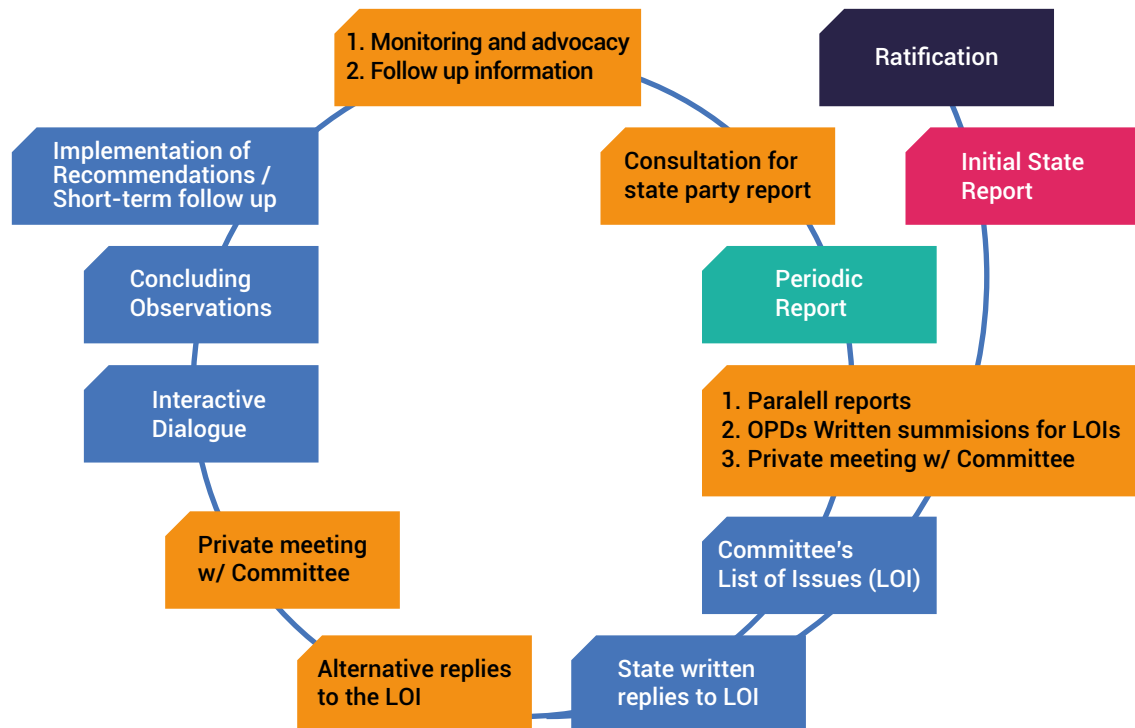 1. Monitoring and advocacy
2. Follow up information
Ratification
Implementation of
Recommendations /
Short-term follow up
Consultation for
state party report
Initial State
Report
Concluding
Observations
Periodic
Report
Interactive
Dialogue
1. Paralell reports
2. OPDs Written summisions for LOIs
3. Private meeting w/ Committee
Private meeting
w/ Committee
Committee's
List of Issues (LOI)
Alternative replies
to the LOI
State written
replies to LOI